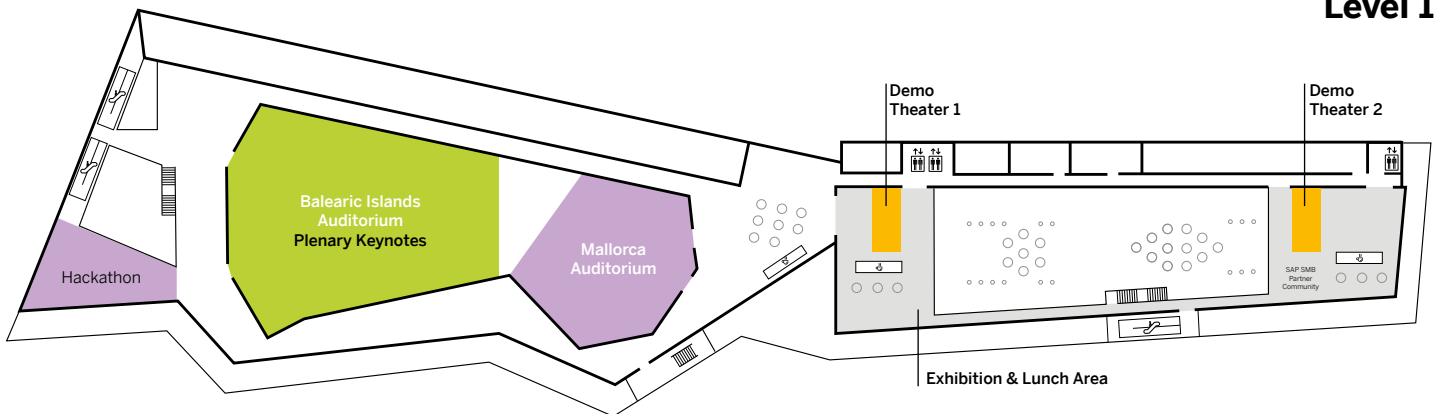 Level 1
Demo
Theater 1
Demo
Theater 2
Balearic Islands
Auditorium
Plenary Keynotes
Mallorca
Auditorium
Hackathon
SAP SMB
Partner
Community
Exhibition & Lunch Area